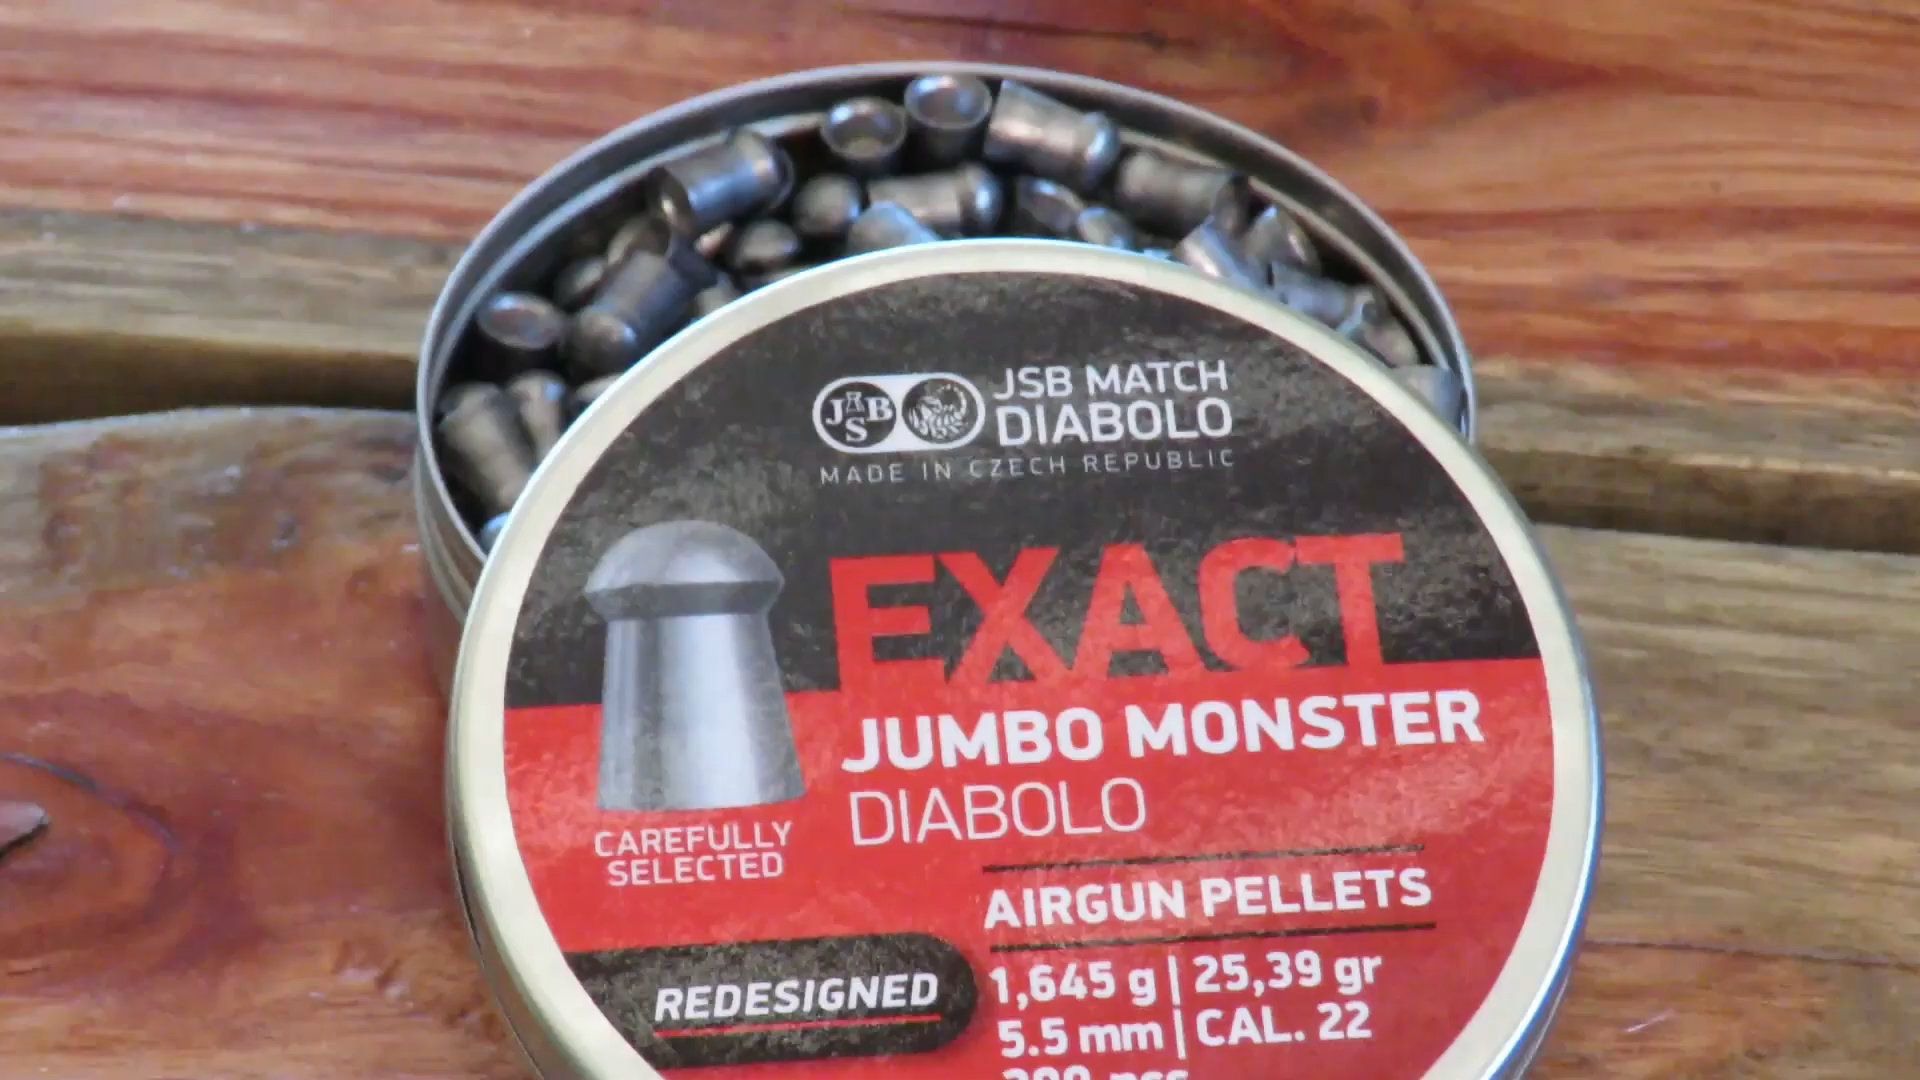 JSB
JSB MATCH
DIABOLO
MADE IN CZECH REPUBLIC
EXACT
JUMBO MONSTER
DIABOLO
CAREFULLY
SELECTED
AIRGUN PELLETS
REDESIGNED
1,645 g | 25,39 gr
5.5 mm | CAL. 22